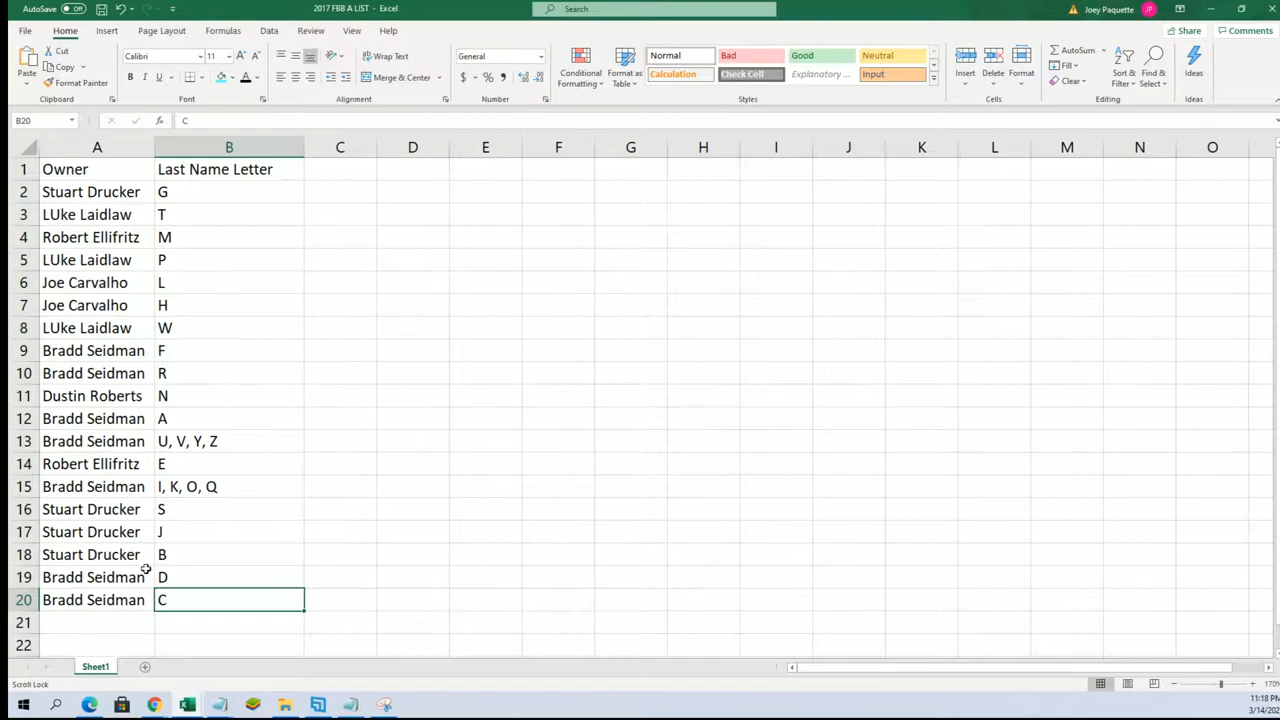 AutoSave Off 2017 FBB A LIST - Excel Search Joey Paquette JP
File Home Insert Page Layout Formulas Data Review View Help Share Comments
Cut Calibri 11 Wrap Text General Normal Bad Good Neutral AutoSum
Copy Fill
Paste Format Painter Merge & Center Conditional Formatting Format as Table Calculation Check Cell Explanatory ... Input Insert Delete Format Clear Sort & Filter Find & Select Ideas
Clipboard Font Alignment Number Styles Cells Editing Ideas
B20 fx C
A B C D E F G H I J K L M N O
1 Owner Last Name Letter
2 Stuart Drucker G
3 LUke Laidlaw T
4 Robert Ellifritz M
5 LUke Laidlaw P
6 Joe Carvalho L
7 Joe Carvalho H
8 LUke Laidlaw W
9 Bradd Seidman F
10 Bradd Seidman R
11 Dustin Roberts N
12 Bradd Seidman A
13 Bradd Seidman U, V, Y, Z
14 Robert Ellifritz E
15 Bradd Seidman I, K, O, Q
16 Stuart Drucker S
17 Stuart Drucker J
18 Stuart Drucker B
19 Bradd Seidman D
20 Bradd Seidman C
21
22
Sheet1
Scroll Lock 170%
11:18 PM
3/14/202